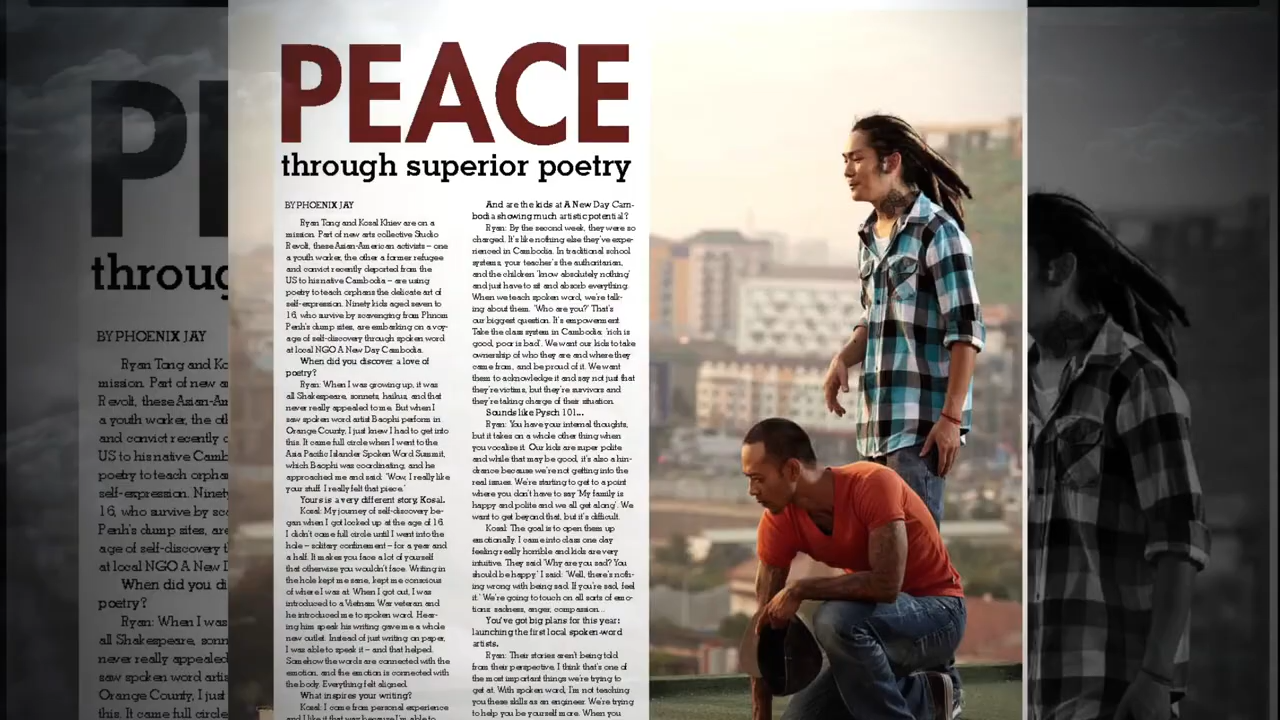 PEACE
through superior poetry
BY PHOENIX JAY
Ryan Tong and Kosal Khiev are on a
mission. Part of new arts collective Studio
Revolt, these Asian-American activists – one
a youth worker, the other a former refugee
and convict recently deported from the
US to his native Cambodia – are using
poetry to teach orphans the delicate art of
self-expression. Ninety kids aged seven to
16, who survive by scavenging from Phnom
Penh's dump sites, are embarking on a voy-
age of self-discovery through spoken word
at local NGO A New Day Cambodia.
When did you discover a love of
poetry?
Ryan: When I was growing up, it was
all Shakespeare, sonnets, haikus, and that
never really appealed to me. But when I
saw spoken word artist Baophi perform in
Orange County, I just knew I had to get into
this. It came full circle when I went to the
Asia Pacific Islander Spoken Word Summit,
which Baophi was coordinating, and he
approached me and said: 'Wow, I really like
your stuff. I really felt that piece.'
Yours is a very different story, Kosal.
Kosal: My journey of self-discovery be-
gan when I got locked up at the age of 16.
I didn't come full circle until I went into the
hole – solitary confinement – for a year and
a half. It makes you face a lot of yourself
that otherwise you wouldn't face. Writing in
the hole kept me sane, kept me conscious
of where I was at. When I got out, I was
introduced to a Vietnam War veteran and
he introduced me to spoken word. Hear-
ing him speak his writing gave me a whole
new outlet. Instead of just writing on paper,
I was able to speak it – and that helped.
Somehow the words are connected with the
emotion, and the emotion is connected with
the body. Everything felt aligned.
What inspires your writing?
Kosal: I come from personal experience
and I like it that way because I'm able to
And are the kids at A New Day Cam-
bodia showing much artistic potential?
Ryan: By the second week, they were so
charged. It's like nothing else they've expe-
rienced in Cambodia. In traditional school
systems, your teacher's the authoritarian,
and the children 'know absolutely nothing'
and just have to sit and absorb everything.
When we teach spoken word, we're talk-
ing about them. 'Who are you?' That's
our biggest question. It's empowerment.
Take the class system in Cambodia: 'rich is
good, poor is bad'. We want our kids to take
ownership of who they are and where they
came from, and be proud of it. We want
them to acknowledge it and say not just that
they're victims, but they're survivors and
they're taking charge of their situation.
Sounds like Pysch 101...
Ryan: You have your internal thoughts,
but it takes on a whole other thing when
you vocalise it. Our kids are super polite
and while that may be good, it's also a hin-
drance because we're not getting into the
real issues. We're starting to get to a point
where you don't have to say 'My family is
happy and polite and we all get along'. We
want to get beyond that, but it's difficult.
Kosal: The goal is to open them up
emotionally. I came into class one day
feeling really horrible and kids are very
intuitive. They said 'Why are you sad? You
should be happy.' I said: 'Well, there's noth-
ing wrong with being sad. If you're sad, feel
it.' We're going to touch on all sorts of emo-
tions: sadness, anger, compassion...
You've got big plans for this year:
launching the first local spoken-word
artists.
Ryan: Their stories aren't being told
from their perspective. I think that's one of
the most important things we're trying to
get at. With spoken word, I'm not teaching
you these skills as an engineer. We're trying
to help you be yourself more. When you